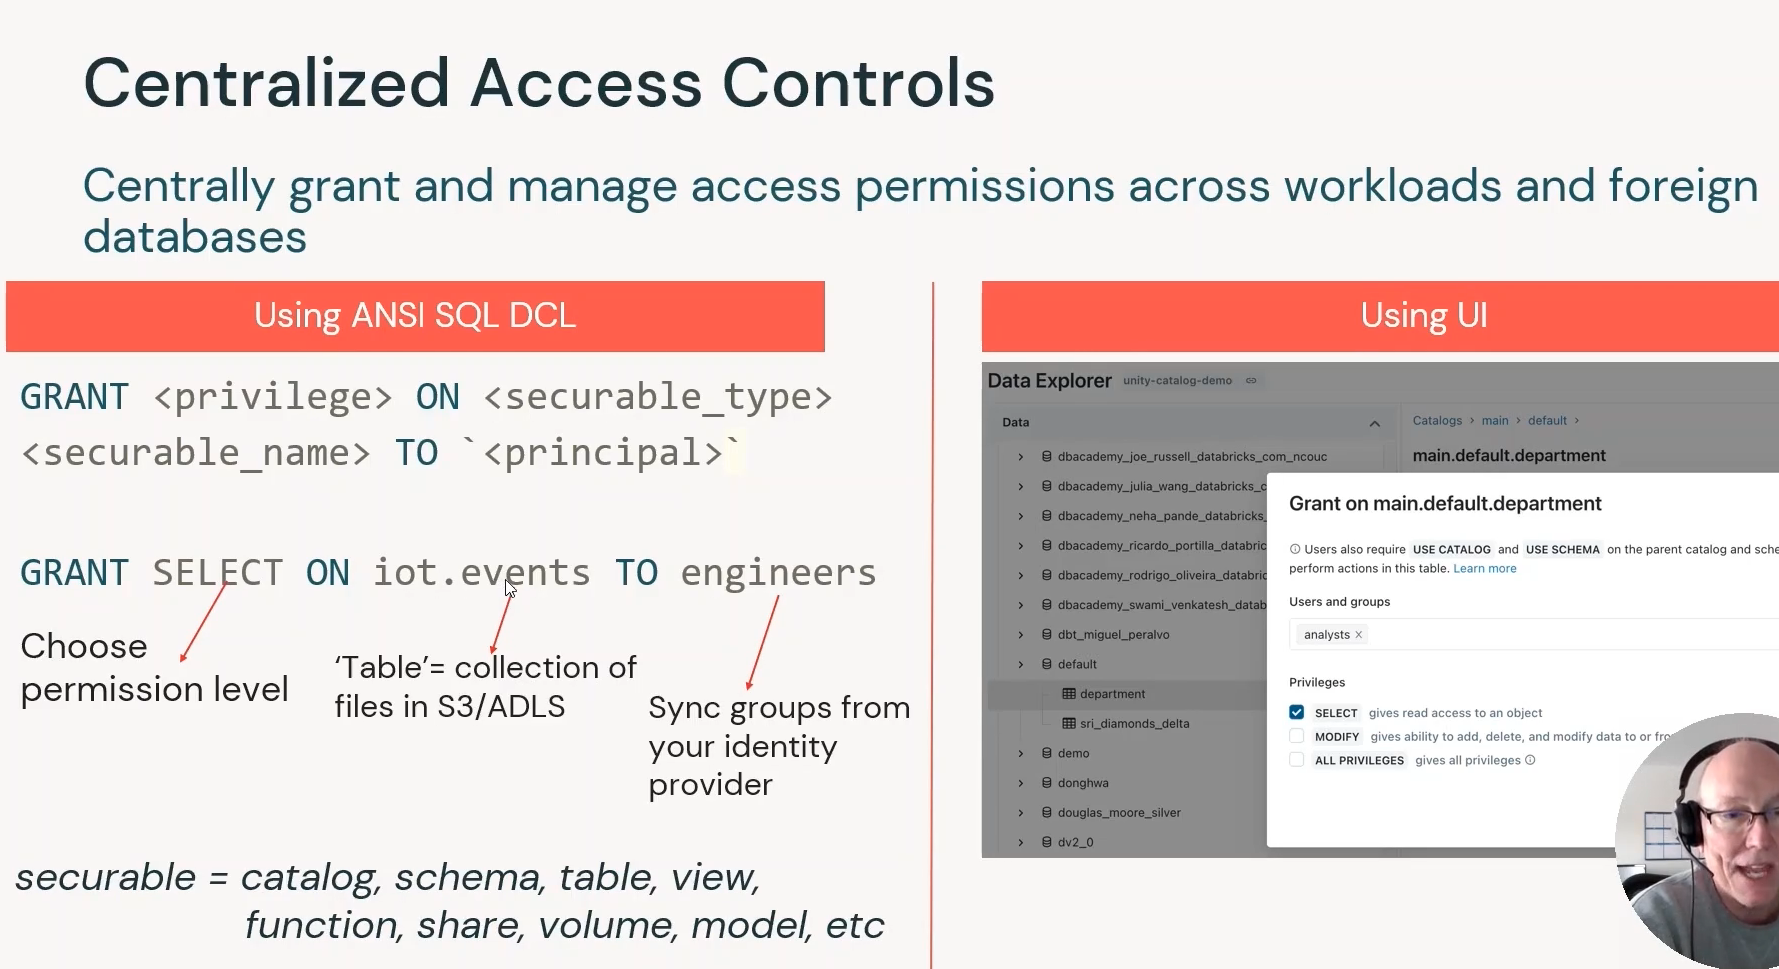 Centralized Access Controls
Centrally grant and manage access permissions across workloads and foreign
databases
Using ANSI SQL DCL
GRANT <privilege> ON <securable_type>
<securable_name> TO `<principal>`
GRANT SELECT ON iot.events TO engineers
Choose
permission level
‘Table’= collection of
files in S3/ADLS
Sync groups from
your identity
provider
securable = catalog, schema, table, view,
function, share, volume, model, etc
Using UI
Data Explorer unity-catalog-demo
Data
dbacademy_joe_russell_databricks_com_ncouc
dbacademy_julia_wang_databricks_c
dbacademy_neha_pande_databricks_
dbacademy_ricardo_portilla_databric
dbacademy_rodrigo_oliveira_databric
dbacademy_swami_venkatesh_datab
dbt_miguel_peralvo
default
department
sri_diamonds_delta
demo
donghwa
douglas_moore_silver
dv2_0
Catalogs › main › default ›
main.default.department
Grant on main.default.department
Users also require USE CATALOG and USE SCHEMA on the parent catalog and sche
perform actions in this table. Learn more
Users and groups
analysts ×
Privileges
SELECT gives read access to an object
MODIFY gives ability to add, delete, and modify data to or fro
ALL PRIVILEGES gives all privileges